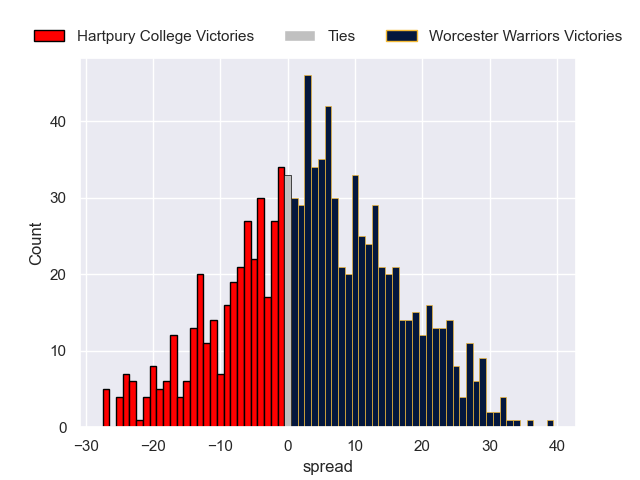 Hartpury College Victories Ties Worcester Warriors Victories
Count
40
30
20
10
0
−30 −20 −10 0 10 20 30 40
spread